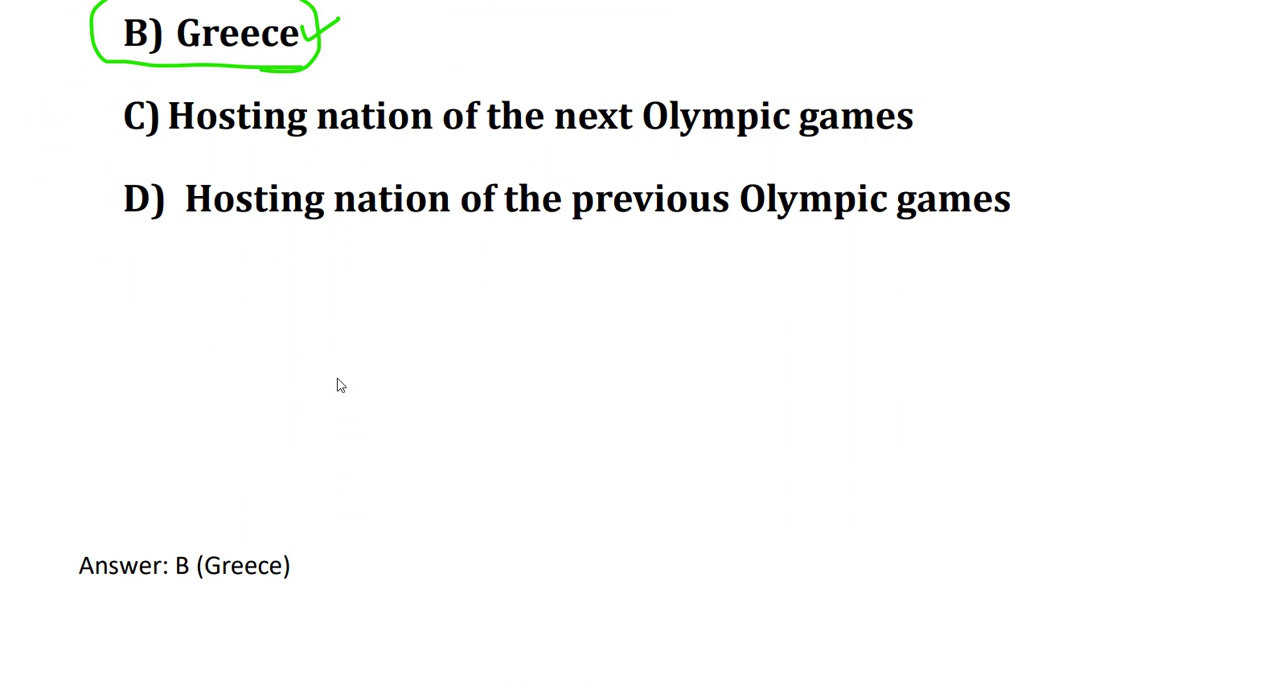 B) Greece
C) Hosting nation of the next Olympic games
D) Hosting nation of the previous Olympic games
Answer: B (Greece)